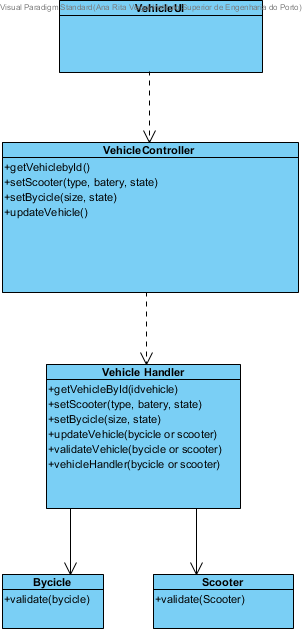 Visual Paradigm Standard(Ana Rita V Superior de Engenharia do Porto)
VehicleUI
VehicleController
+getVehiclebyId()
+setScooter(type, batery, state)
+setBycicle(size, state)
+updateVehicle()
Vehicle Handler
+getVehicleById(idvehicle)
+setScooter(type, batery, state)
+setBycicle(size, state)
+updateVehicle(bycicle or scooter)
+validateVehicle(bycicle or scooter)
+vehicleHandler(bycicle or scooter)
Bycicle
+validate(bycicle)
Scooter
+validate(Scooter)